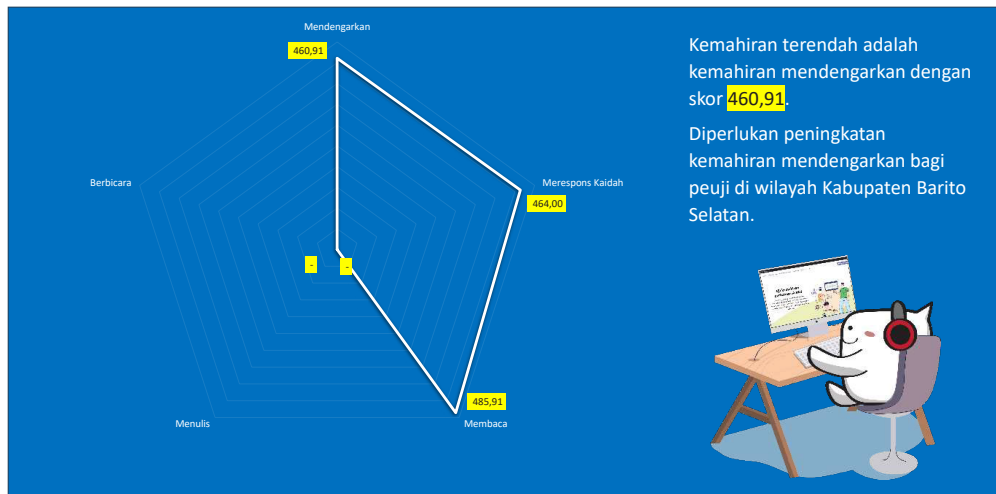 Mendengarkan
460,91
Berbicara
Merespons Kaidah
464,00
-
-
485,91
Menulis
Membaca
Kemahiran terendah adalah
kemahiran mendengarkan dengan
skor 460,91.
Diperlukan peningkatan
kemahiran mendengarkan bagi
peuji di wilayah Kabupaten Barito
Selatan.